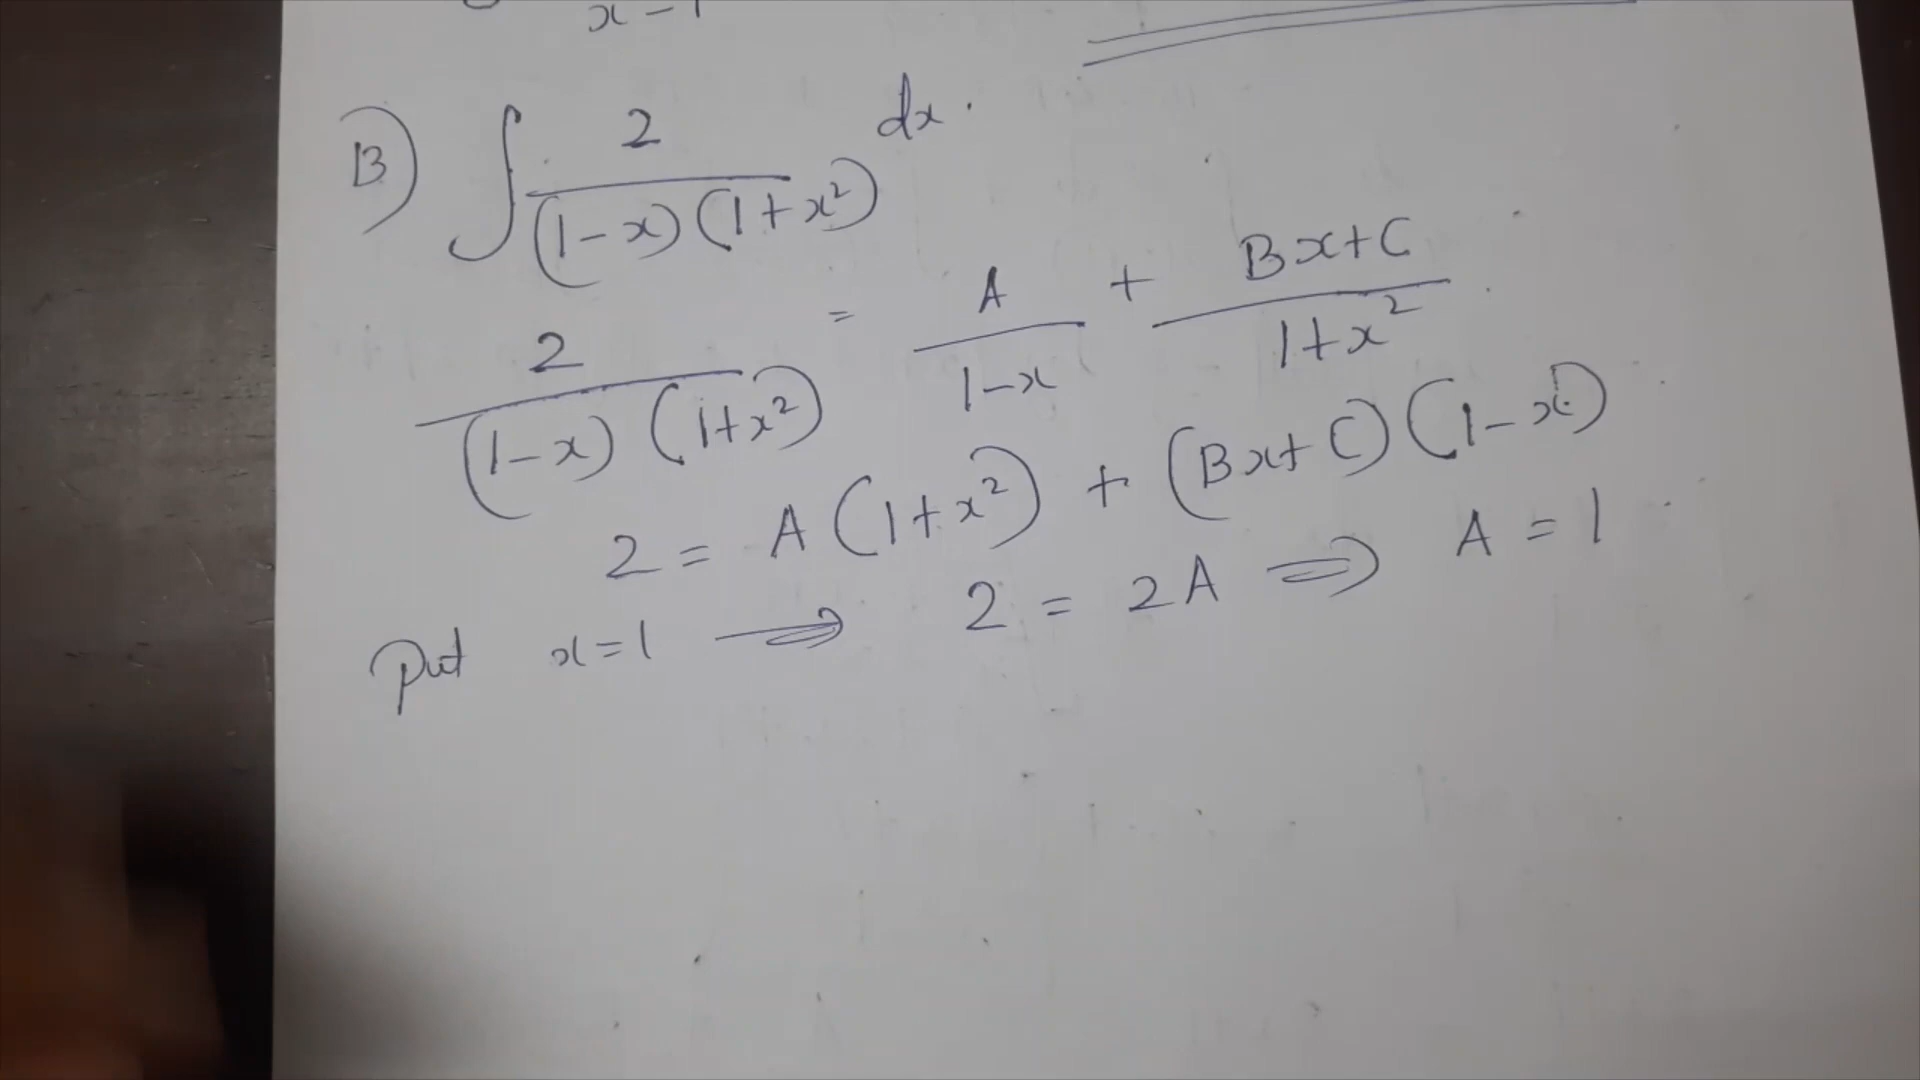 x - 1
B) ∫ 2 / (1-x)(1+x²) dx.
2 / (1-x)(1+x²) = A / 1-x + Bx+C / 1+x²
2 = A(1+x²) + (Bx+C)(1-x)
Put x=1 ⟹ 2 = 2A ⟹ A = 1